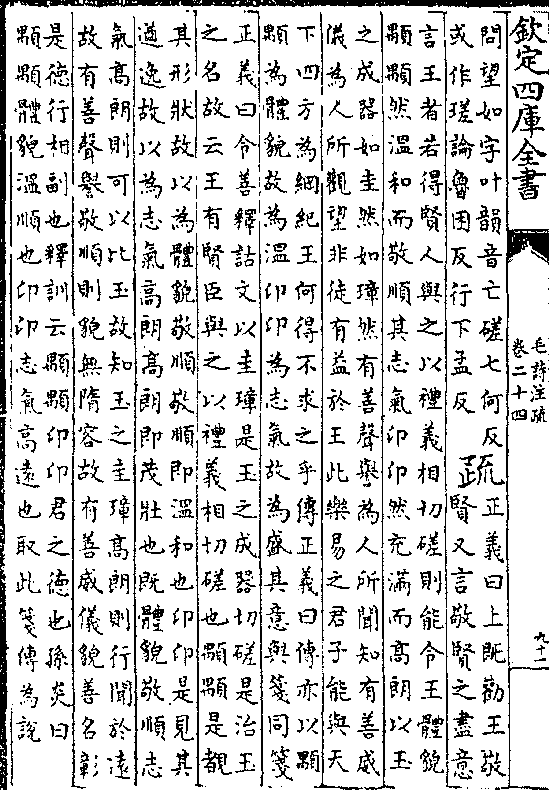 欽定四庫全書
毛詩注疏
卷二十四
九十二
問望如字叶韻音亡磋七何反
或作瑳論魯困反行下孟反
疏
正義曰上既勸王敬
賢又言敬賢之盡意
言王者若得賢人與之以禮義相切磋則能令王體貌
顒顒然溫和而敬順其志氣卬卬然充滿而高朗以玉
之成器如圭然如璋然有善聲譽為人所聞知有善威
儀為人所觀望非徒有益於王此樂易之君子能與天
下四方為綱紀王何得不求之乎傳正義曰傳亦以顒
顒為體貌故為溫卬卬為志氣故為盛其意與箋同箋
正義曰令善釋詁文以圭璋是玉之成器切磋是治玉
之名故云王有賢臣與之以禮義相切磋也顒顒是覩
其形狀故以為體貌敬順敬順即溫和也卬卬是見其
遒逸故以為志氣高朗高朗即茂壯也既體貌敬順志
氣高朗則可以比玉故知玉之圭璋高朗則行聞於遠
故有善聲譽敬順則貌無隋容故有善威儀貌善名彰
是德行相副也釋訓云顒顒卬卬君之德也孫炎曰
顒顒體貌溫順也卬卬志氣高遠也取此箋傳為說